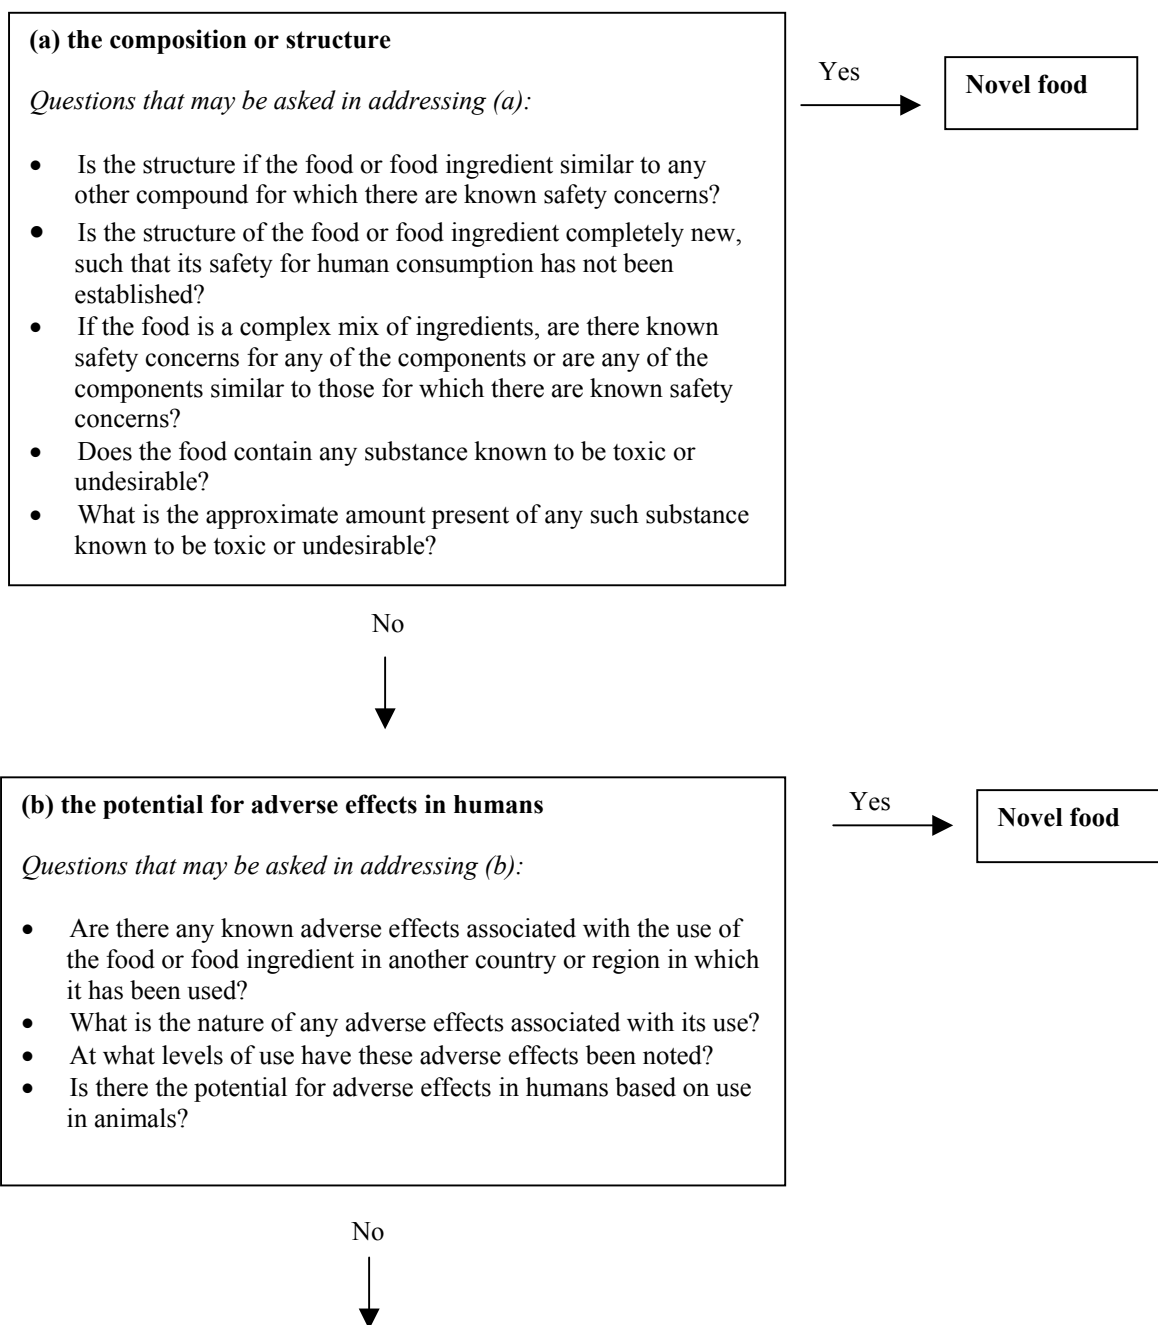 (a) the composition or structure
Yes
Novel food
Questions that may be asked in addressing (a):
• Is the structure if the food or food ingredient similar to any
other compound for which there are known safety concerns?
• Is the structure of the food or food ingredient completely new,
such that its safety for human consumption has not been
established?
• If the food is a complex mix of ingredients, are there known
safety concerns for any of the components or are any of the
components similar to those for which there are known safety
concerns?
• Does the food contain any substance known to be toxic or
undesirable?
• What is the approximate amount present of any such substance
known to be toxic or undesirable?
No
(b) the potential for adverse effects in humans
Yes
Novel food
Questions that may be asked in addressing (b):
• Are there any known adverse effects associated with the use of
the food or food ingredient in another country or region in which
it has been used?
• What is the nature of any adverse effects associated with its use?
• At what levels of use have these adverse effects been noted?
• Is there the potential for adverse effects in humans based on use
in animals?
No